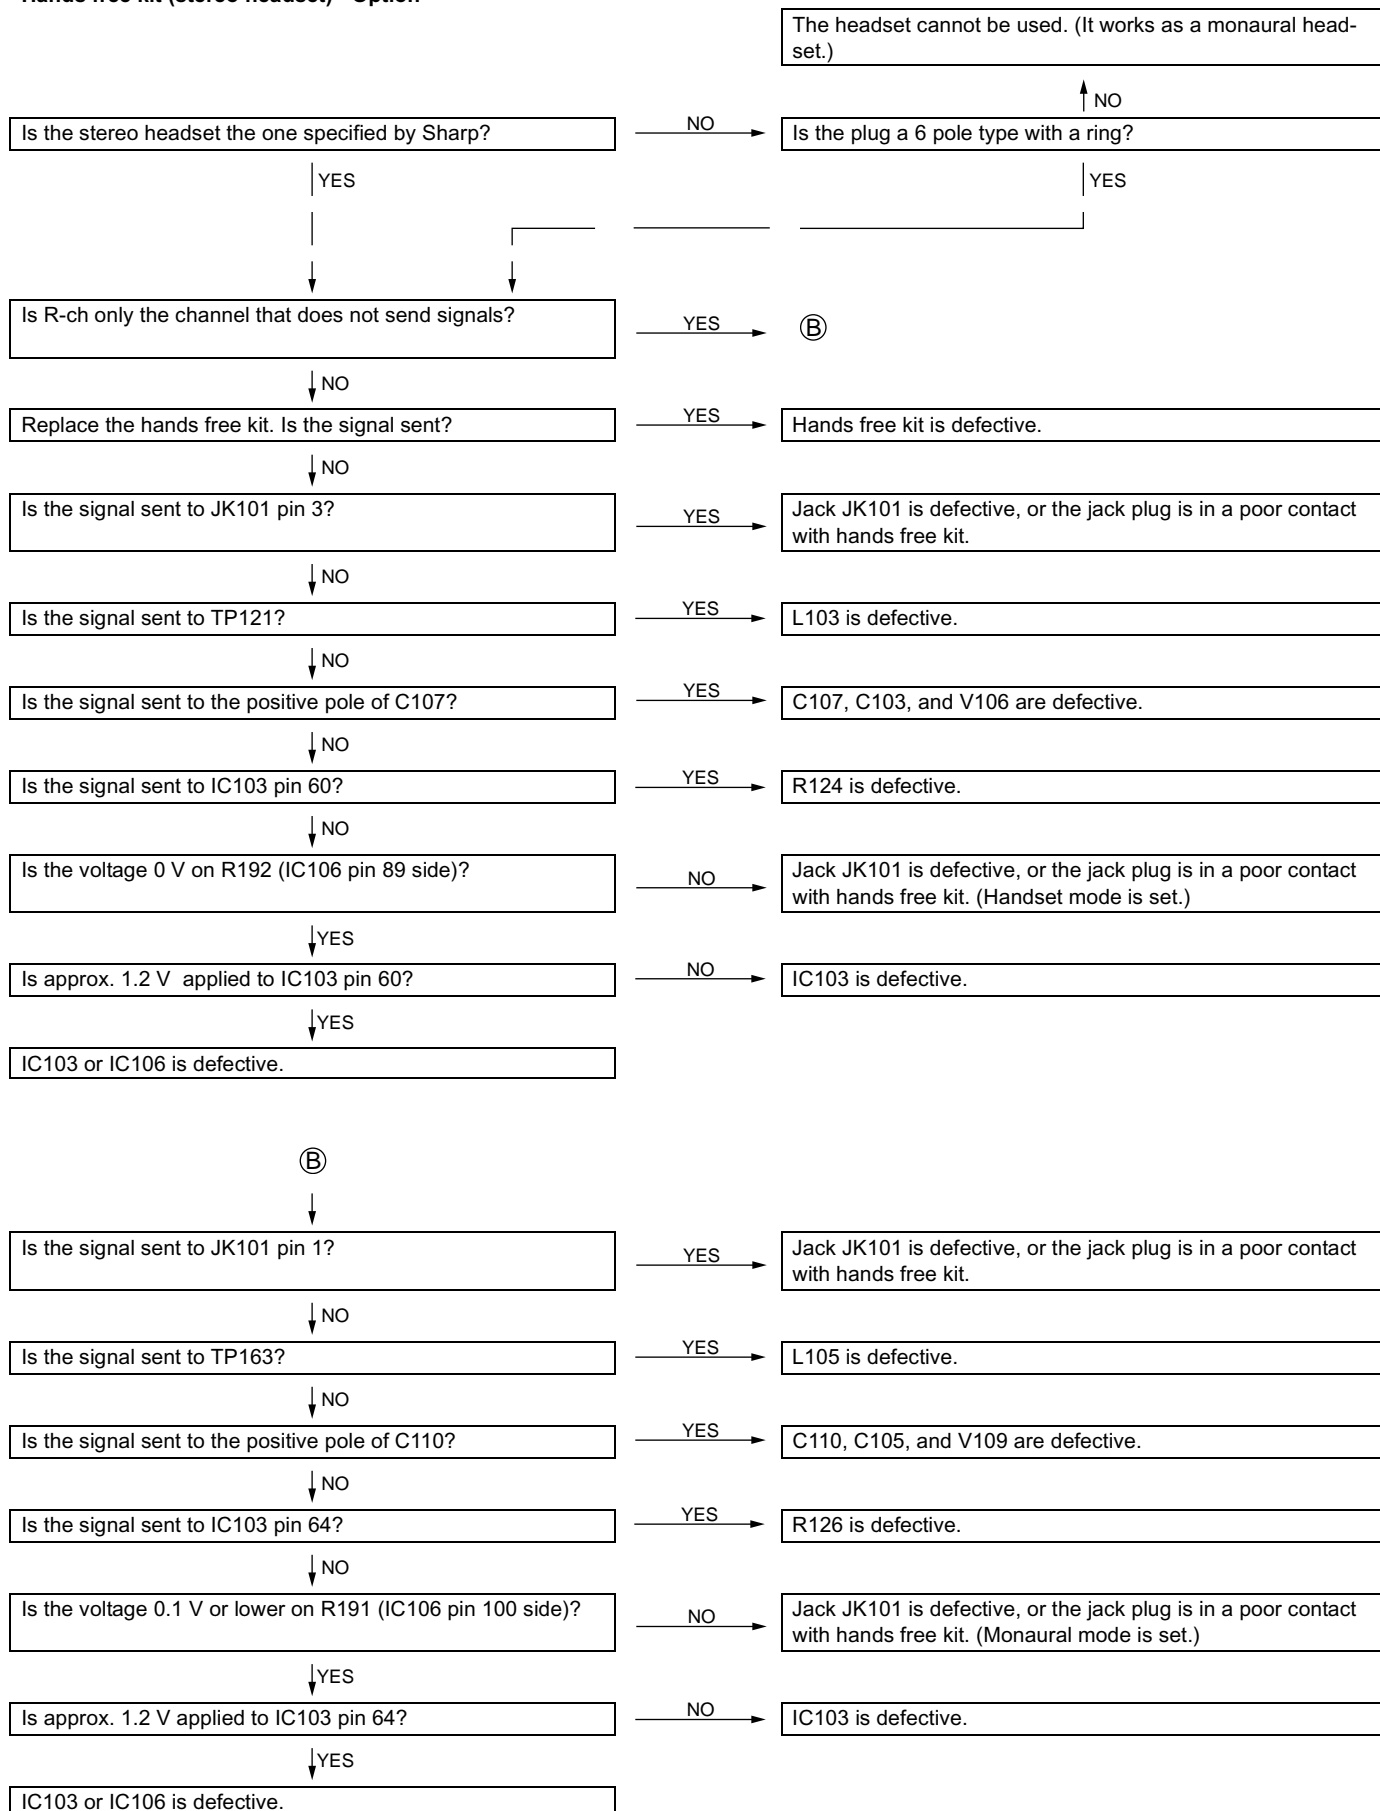 The headset cannot be used. (It works as a monaural head-
set.)
NO
Is the stereo headset the one specified by Sharp?
NO
Is the plug a 6 pole type with a ring?
YES
YES
Is R-ch only the channel that does not send signals?
YES
B
NO
Replace the hands free kit. Is the signal sent?
YES
Hands free kit is defective.
NO
Is the signal sent to JK101 pin 3?
YES
Jack JK101 is defective, or the jack plug is in a poor contact
with hands free kit.
NO
Is the signal sent to TP121?
YES
L103 is defective.
NO
Is the signal sent to the positive pole of C107?
YES
C107, C103, and V106 are defective.
NO
Is the signal sent to IC103 pin 60?
YES
R124 is defective.
NO
Is the voltage 0 V on R192 (IC106 pin 89 side)?
NO
Jack JK101 is defective, or the jack plug is in a poor contact
with hands free kit. (Handset mode is set.)
YES
Is approx. 1.2 V applied to IC103 pin 60?
NO
IC103 is defective.
YES
IC103 or IC106 is defective.
B
Is the signal sent to JK101 pin 1?
YES
Jack JK101 is defective, or the jack plug is in a poor contact
with hands free kit.
NO
Is the signal sent to TP163?
YES
L105 is defective.
NO
Is the signal sent to the positive pole of C110?
YES
C110, C105, and V109 are defective.
NO
Is the signal sent to IC103 pin 64?
YES
R126 is defective.
NO
Is the voltage 0.1 V or lower on R191 (IC106 pin 100 side)?
NO
Jack JK101 is defective, or the jack plug is in a poor contact
with hands free kit. (Monaural mode is set.)
YES
Is approx. 1.2 V applied to IC103 pin 64?
NO
IC103 is defective.
YES
IC103 or IC106 is defective.